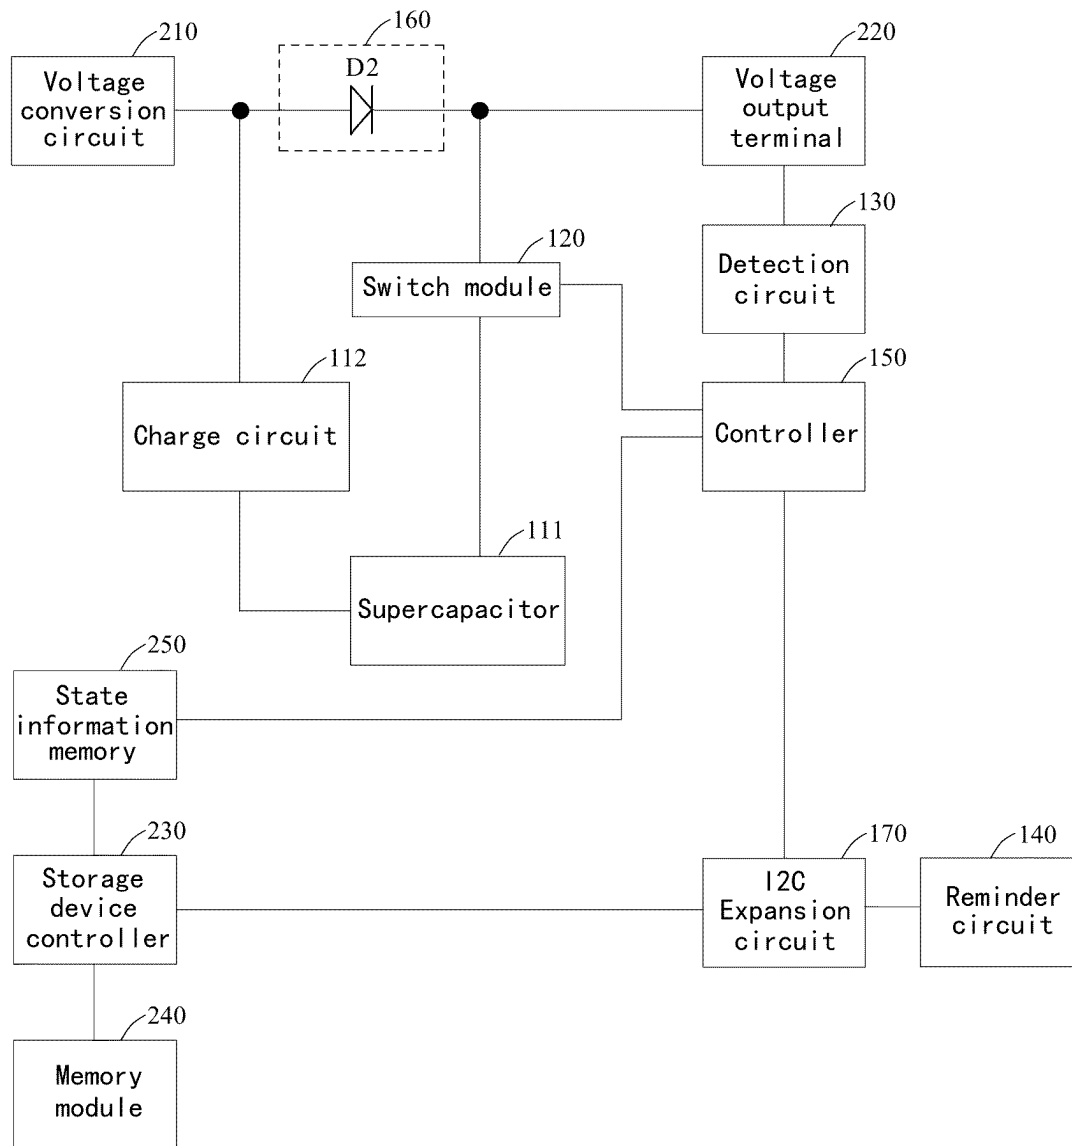 210
160
220
Voltage
conversion
circuit
D2
Voltage
output
terminal
130
120
Detection
circuit
Switch module
112
150
Charge circuit
Controller
111
Supercapacitor
250
State
information
memory
230
170
140
Storage
device
controller
I2C
Expansion
circuit
Reminder
circuit
240
Memory
module